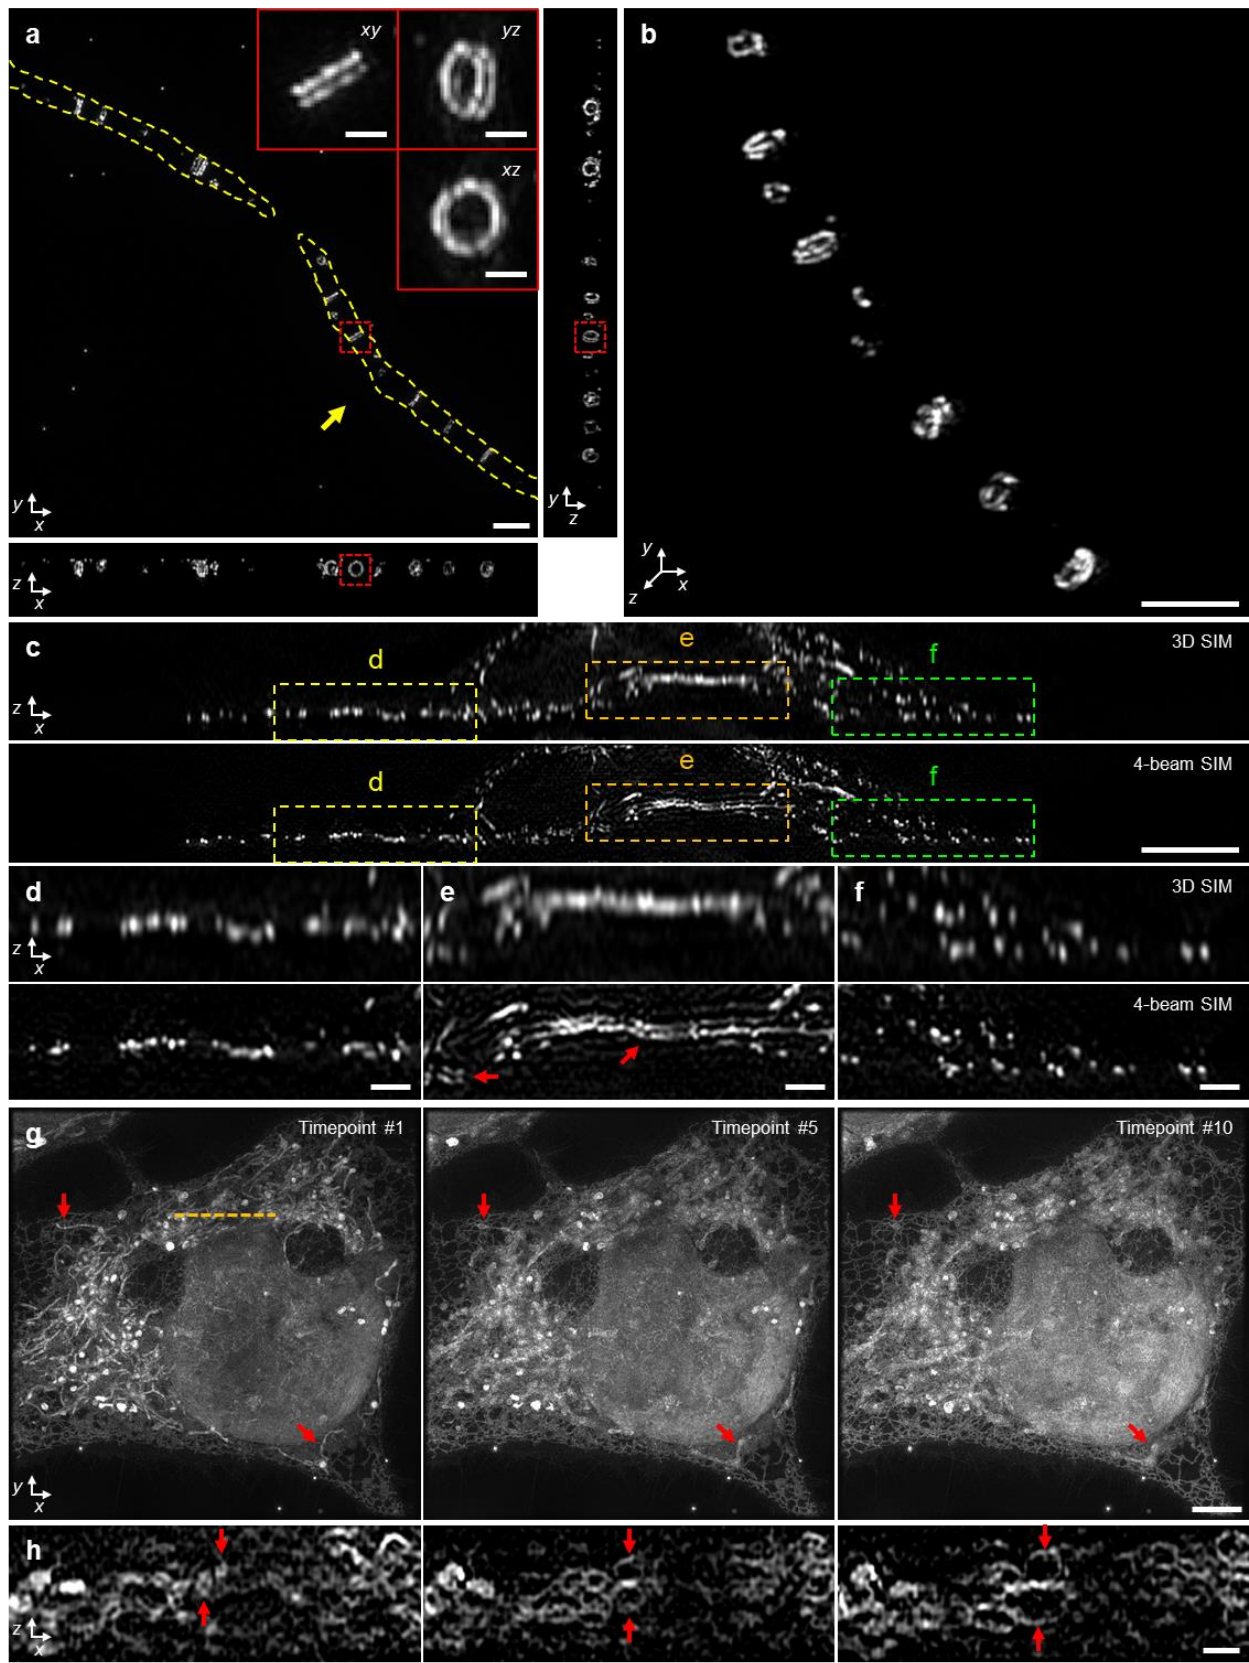 a
xy
yz
xz
y
x
y
z
z
x
b
y
x
z
c
d
e
f
3D SIM
z
x
d
e
f
4-beam SIM
d
e
f
3D SIM
z
x
4-beam SIM
g
Timepoint #1
Timepoint #5
Timepoint #10
y
x
h
z
x